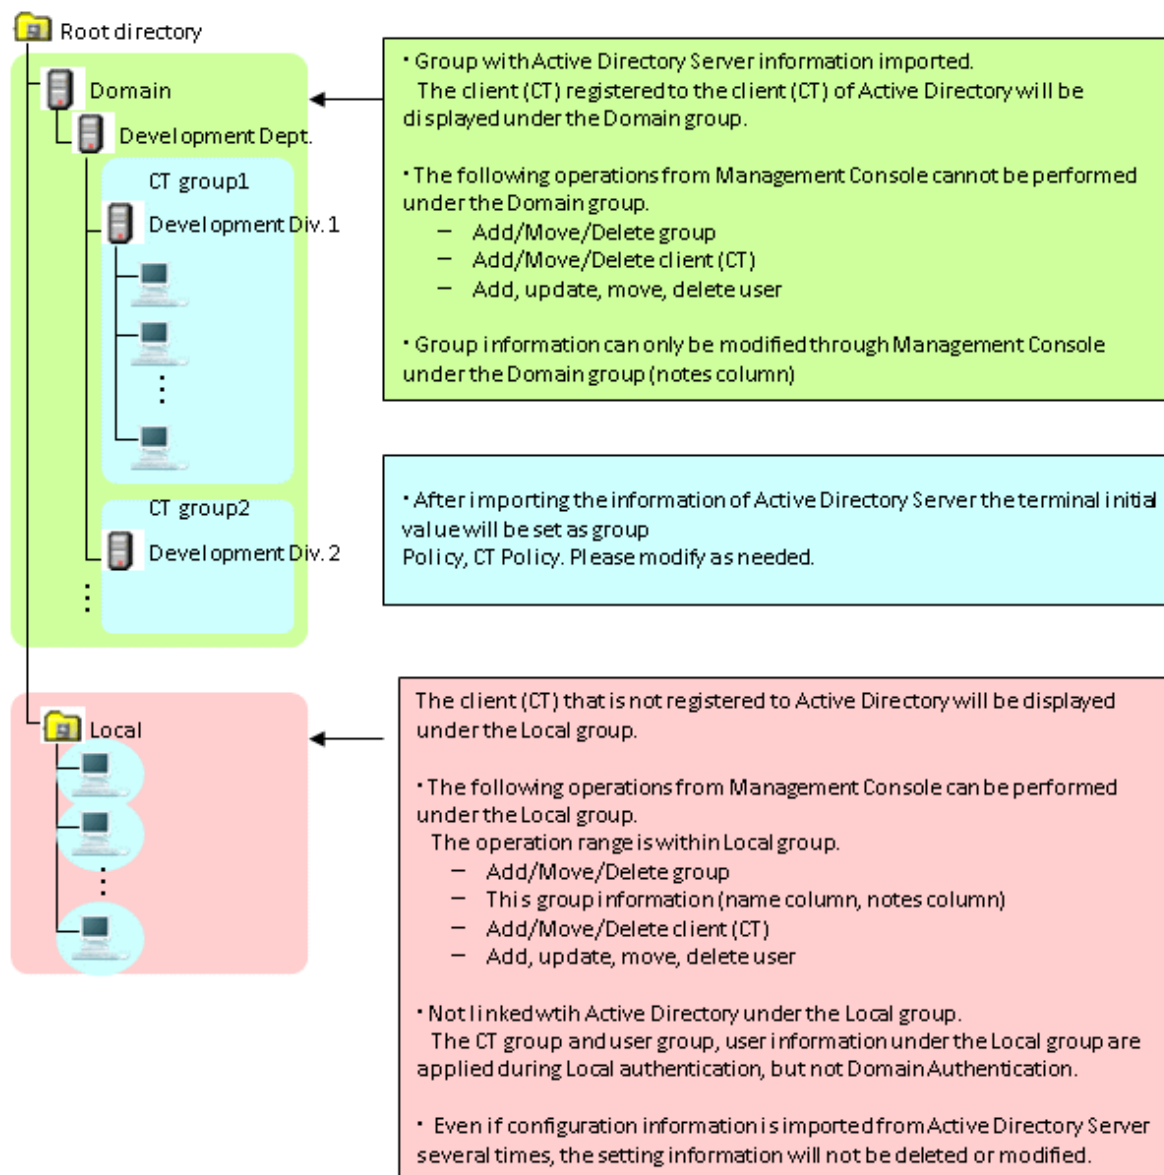 Root directory
Domain
Development Dept.
CT group1
Development Div. 1
CT group2
Development Div. 2
Local
・Group with Active Directory Server information imported.
The client (CT) registered to the client (CT) of Active Directory will be
displayed under the Domain group.
・The following operations from Management Console cannot be performed
under the Domain group.
－ Add/Move/Delete group
－ Add/Move/Delete client (CT)
－ Add, update, move, delete user
・Group information can only be modified through Management Console
under the Domain group (notes column)
・After importing the information of Active Directory Server the terminal initial
value will be set as group
Policy, CT Policy. Please modify as needed.
The client (CT) that is not registered to Active Directory will be displayed
under the Local group.
・The following operations from Management Console can be performed
under the Local group.
The operation range is within Local group.
－ Add/Move/Delete group
－ This group information (name column, notes column)
－ Add/Move/Delete client (CT)
－ Add, update, move, delete user
・Not linked wtih Active Directory under the Local group.
The CT group and user group, user information under the Local group are
applied during Local authentication, but not Domain Authentication.
・Even if configuration information is imported from Active Directory Server
several times, the setting information will not be deleted or modified.